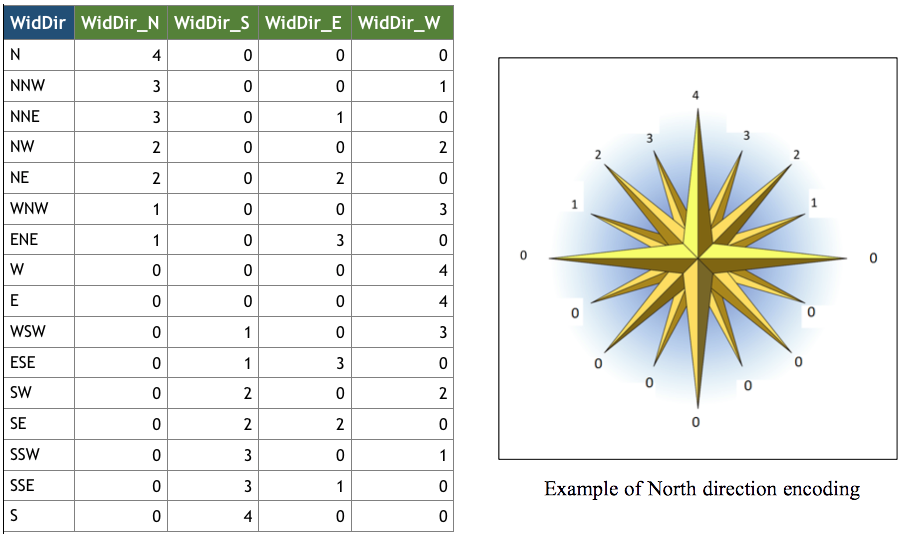 WidDir WidDir_N WidDir_S WidDir_E WidDir_W
N 4 0 0 0
NNW 3 0 0 1
NNE 3 0 1 0
NW 2 0 0 2
NE 2 0 2 0
WNW 1 0 0 3
ENE 1 0 3 0
W 0 0 0 4
E 0 0 0 4
WSW 0 1 0 3
ESE 0 1 3 0
SW 0 2 0 2
SE 0 2 2 0
SSW 0 3 0 1
SSE 0 3 1 0
S 0 4 0 0
4
3 3
2 2
1 1
0 0
0 0
0 0
0 0
0
Example of North direction encoding